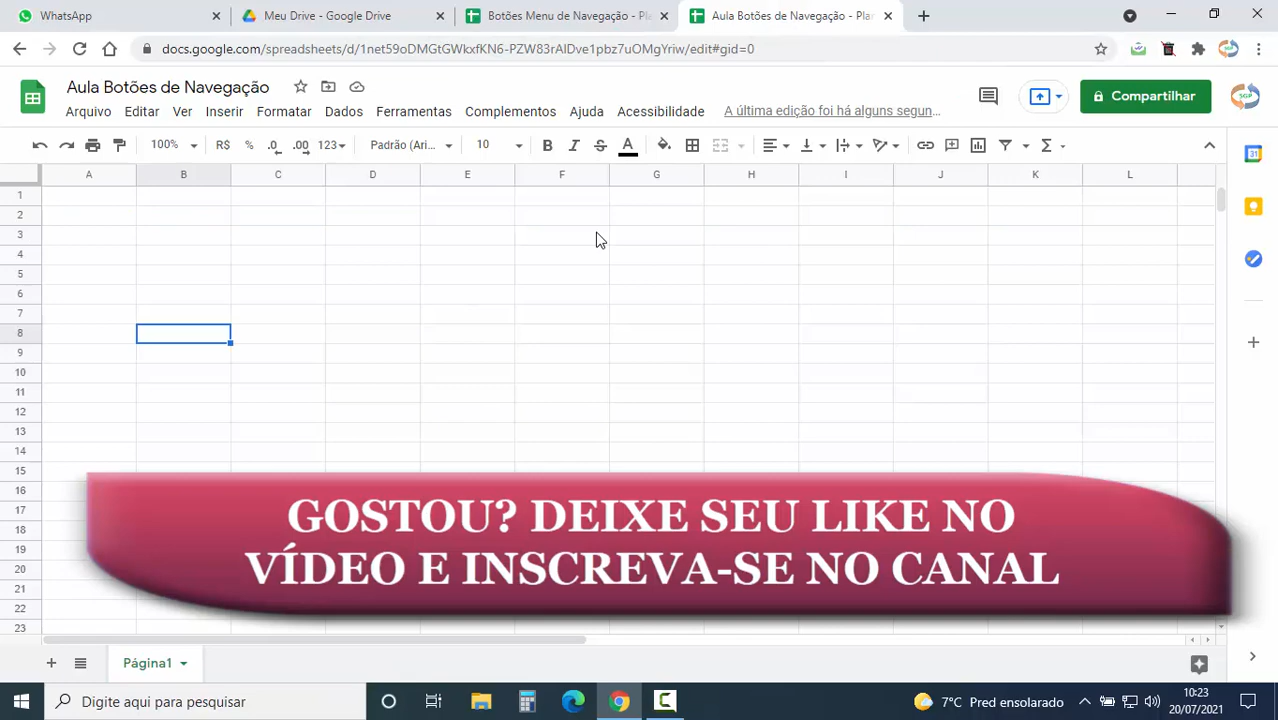 WhatsApp
Meu Drive - Google Drive
Botões Menu de Navegação - Pla
Aula Botões de Navegação - Plan
docs.google.com/spreadsheets/d/1net59oDMGtGWkxfKN6-PZW83rAIDve1pbz7uOMgYriw/edit#gid=0
Aula Botões de Navegação
Arquivo Editar Ver Inserir Formatar Dados Ferramentas Complementos Ajuda Acessibilidade A última edição foi há alguns segun...
Compartilhar
SGP
100% R$ % .0 .00 123 Padrão (Ari... 10 B I S A
A B C D E F G H I J K L
1
2
3
4
5
6
7
8
9
10
11
12
13
14
15
16
17
18
19
20
21
22
23
GOSTOU? DEIXE SEU LIKE NO
VÍDEO E INSCREVA-SE NO CANAL
Página1
Digite aqui para pesquisar
7°C Pred ensolarado
10:23
20/07/2021